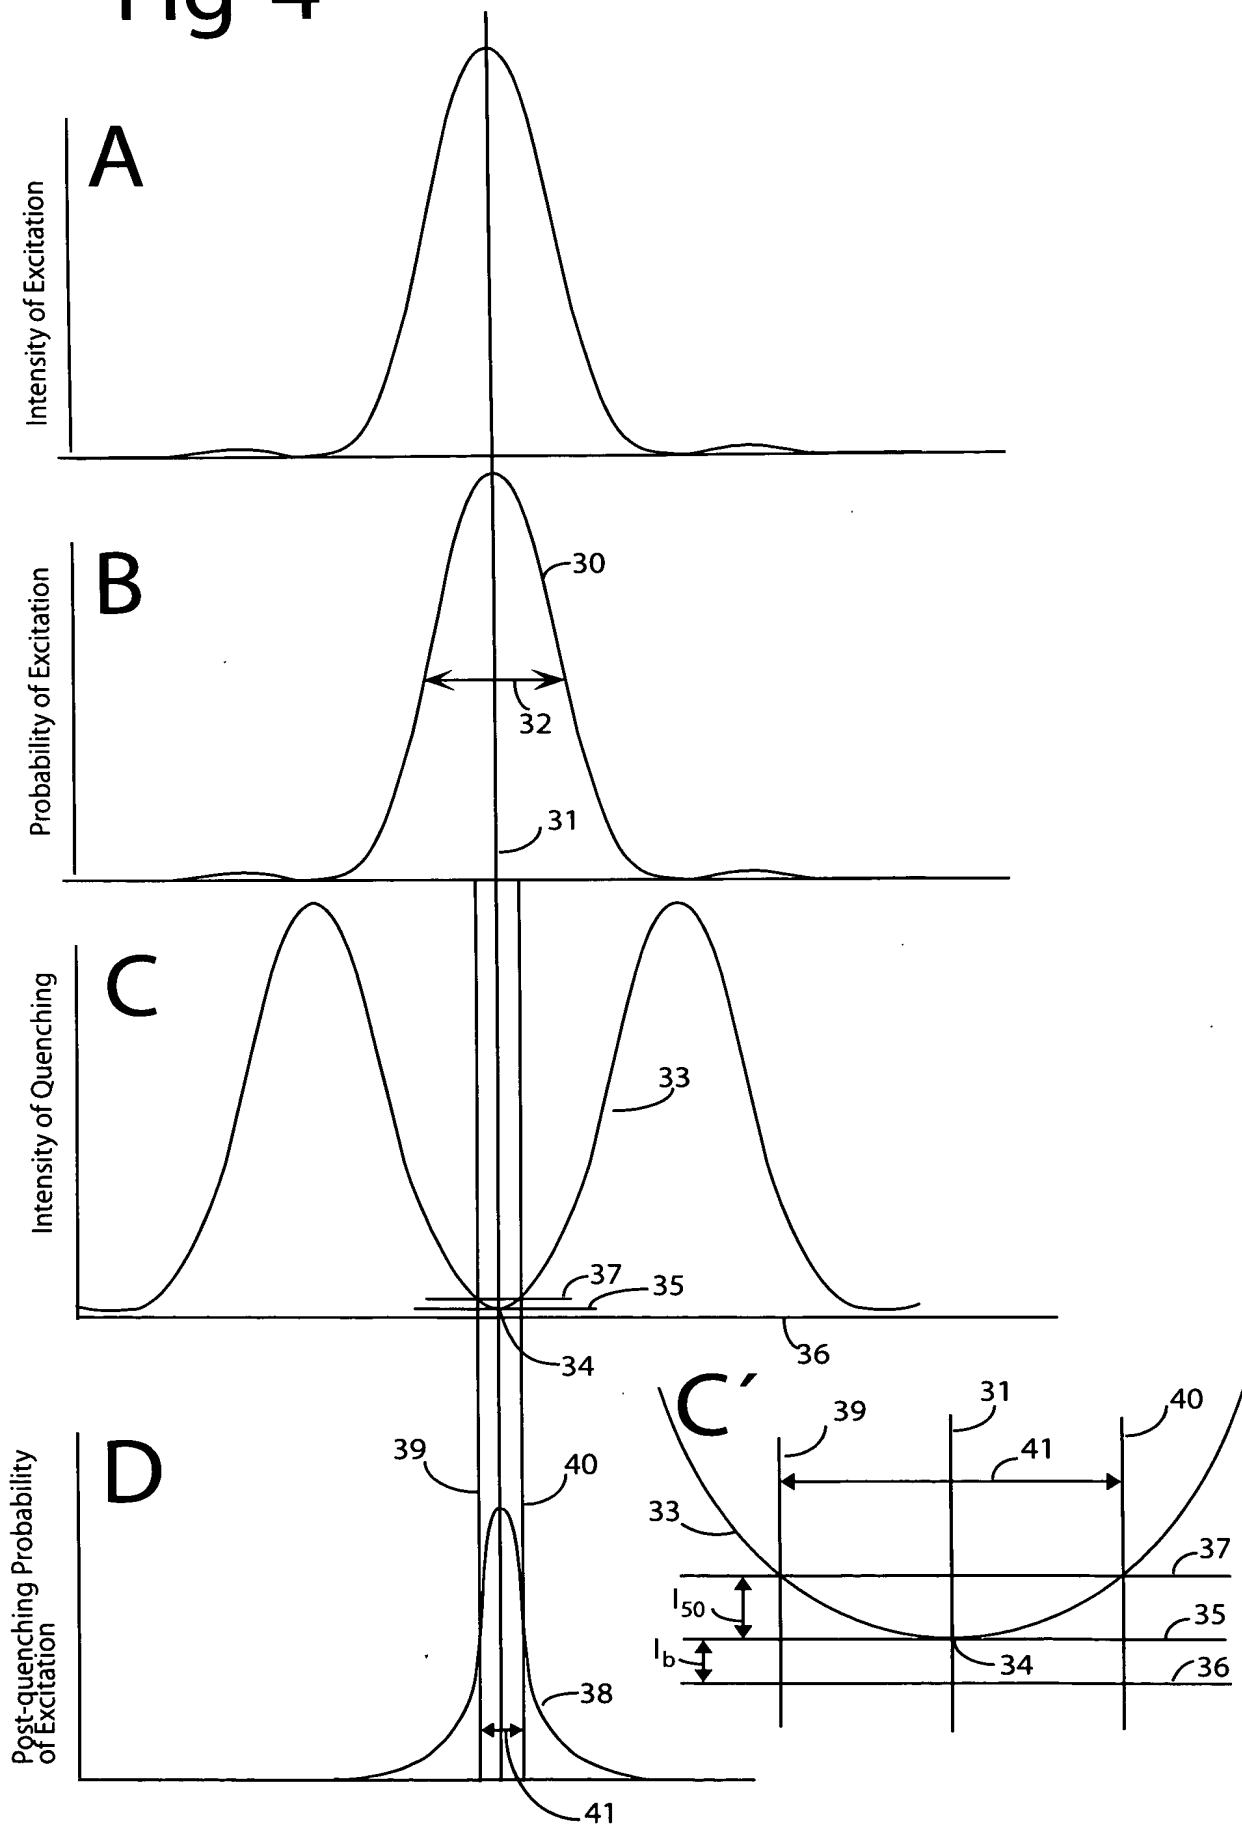 Fig 4
A
Intensity of Excitation
B
Probability of Excitation
30
32
31
C
Intensity of Quenching
33
37
35
34
36
C′
39
31
40
41
33
37
I50
35
Ib
34
36
D
Post-quenching Probability
of Excitation
39
40
38
41